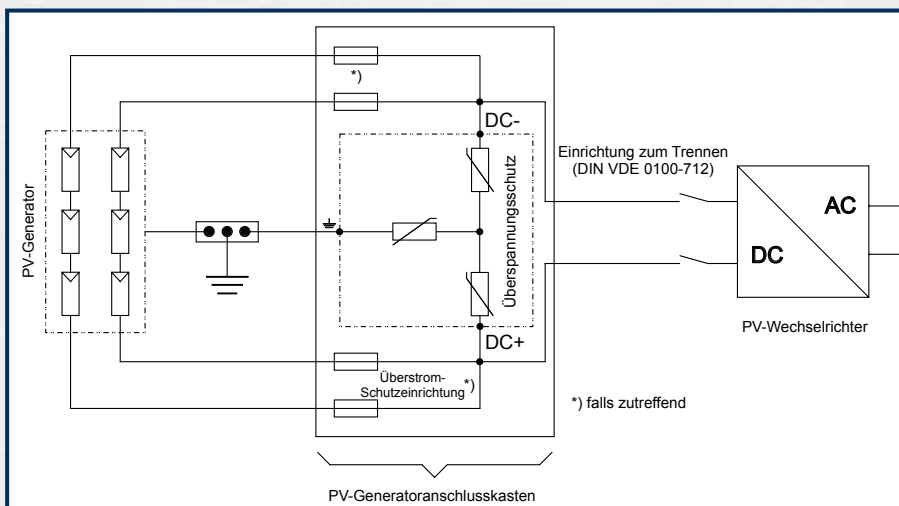 *)
DC-
Einrichtung zum Trennen
(DIN VDE 0100-712)
PV-Generator
Überspannungsschutz
AC
DC
PV-Wechselrichter
DC+
Überstrom-
Schutzeinrichtung*)
*) falls zutreffend
PV-Generatoranschlusskasten